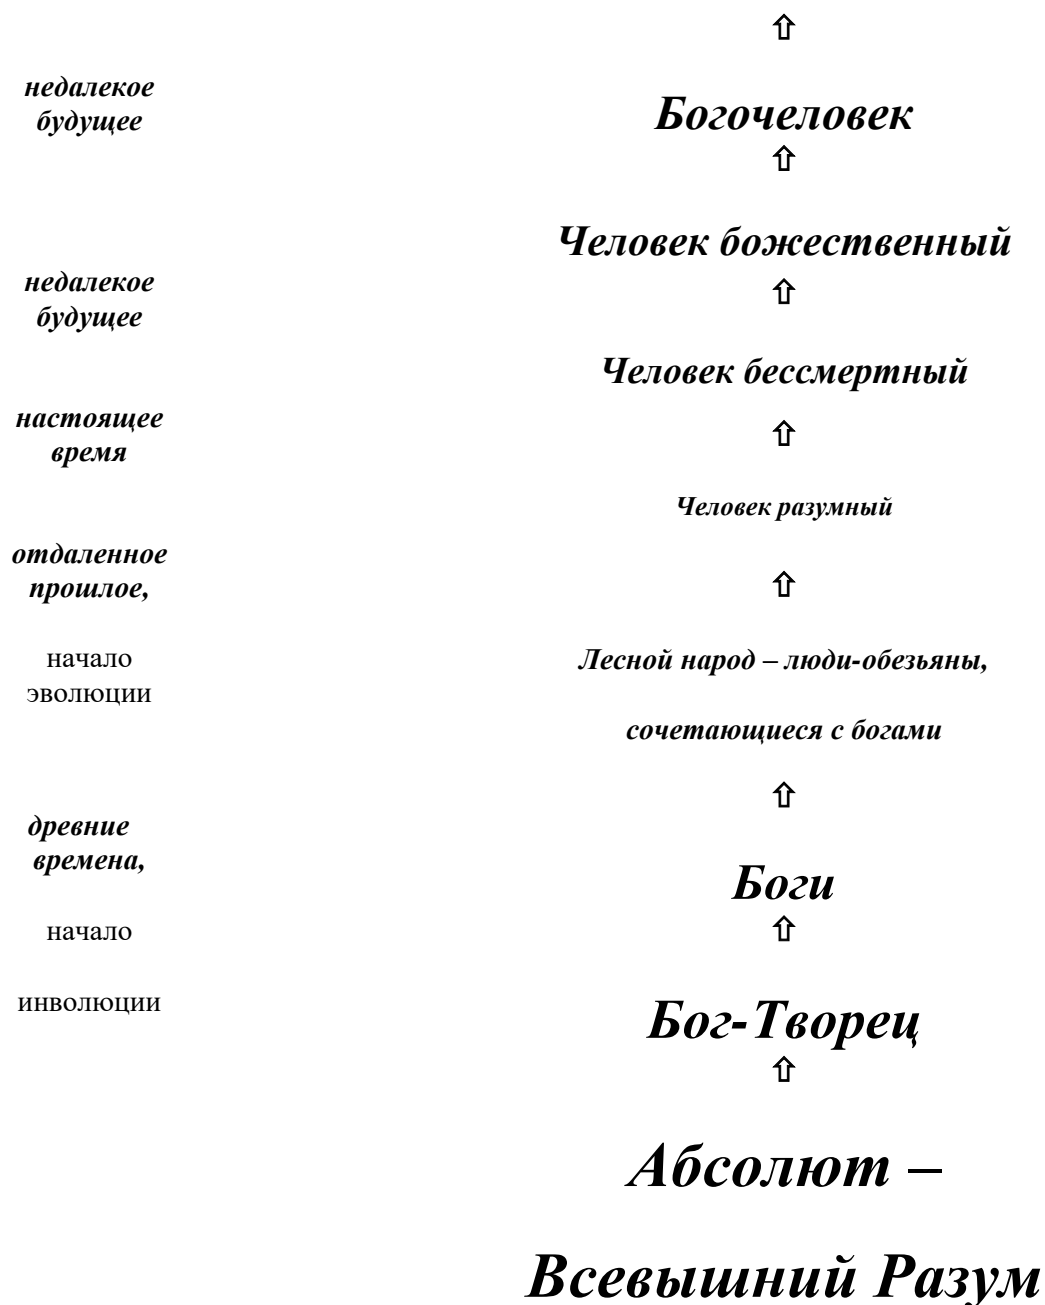 ⇧
недалекое
будущее
Богочеловек
⇧
Человек божественный
недалекое
будущее
⇧
Человек бессмертный
настоящее
время
⇧
Человек разумный
отдаленное
прошлое,
⇧
начало
эволюции
Лесной народ – люди-обезьяны,
сочетающиеся с богами
⇧
древние
времена,
Боги
начало
⇧
инволюции
Бог-Творец
⇧
Абсолют –
Всевышний Разум